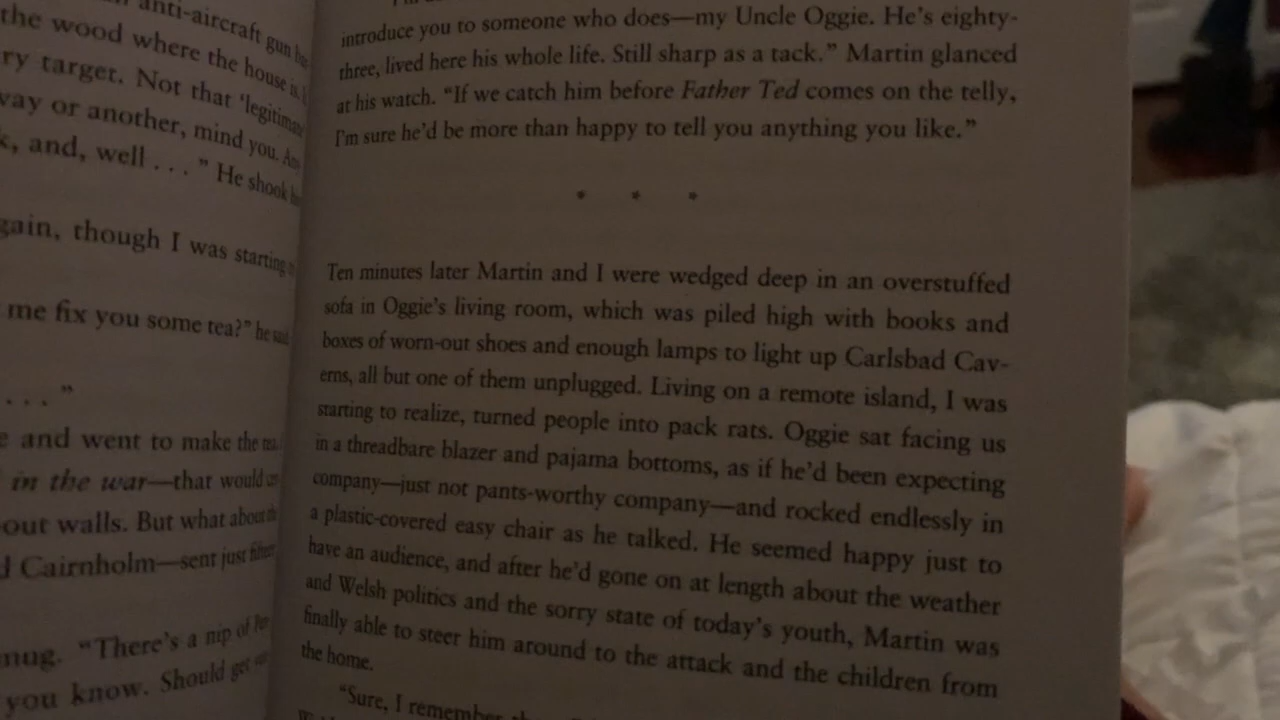 anti-aircraft gun
the wood where the house is
ry target. Not that 'legitimate
way or another, mind you. Any
k, and, well . . ." He shook
gain, though I was starting
me fix you some tea?" he said
. . . ."
e and went to make the tea.
in the war—that would
out walls. But what about
d Cairnholm—sent just
mug. "There's a nip of
you know. Should get
introduce you to someone who does—my Uncle Oggie. He's eighty-
three, lived here his whole life. Still sharp as a tack." Martin glanced
at his watch. "If we catch him before Father Ted comes on the telly,
I'm sure he'd be more than happy to tell you anything you like."
* * *
Ten minutes later Martin and I were wedged deep in an overstuffed
sofa in Oggie's living room, which was piled high with books and
boxes of worn-out shoes and enough lamps to light up Carlsbad Cav-
erns, all but one of them unplugged. Living on a remote island, I was
starting to realize, turned people into pack rats. Oggie sat facing us
in a threadbare blazer and pajama bottoms, as if he'd been expecting
company—just not pants-worthy company—and rocked endlessly in
a plastic-covered easy chair as he talked. He seemed happy just to
have an audience, and after he'd gone on at length about the weather
and Welsh politics and the sorry state of today's youth, Martin was
finally able to steer him around to the attack and the children from
the home.
"Sure, I remember